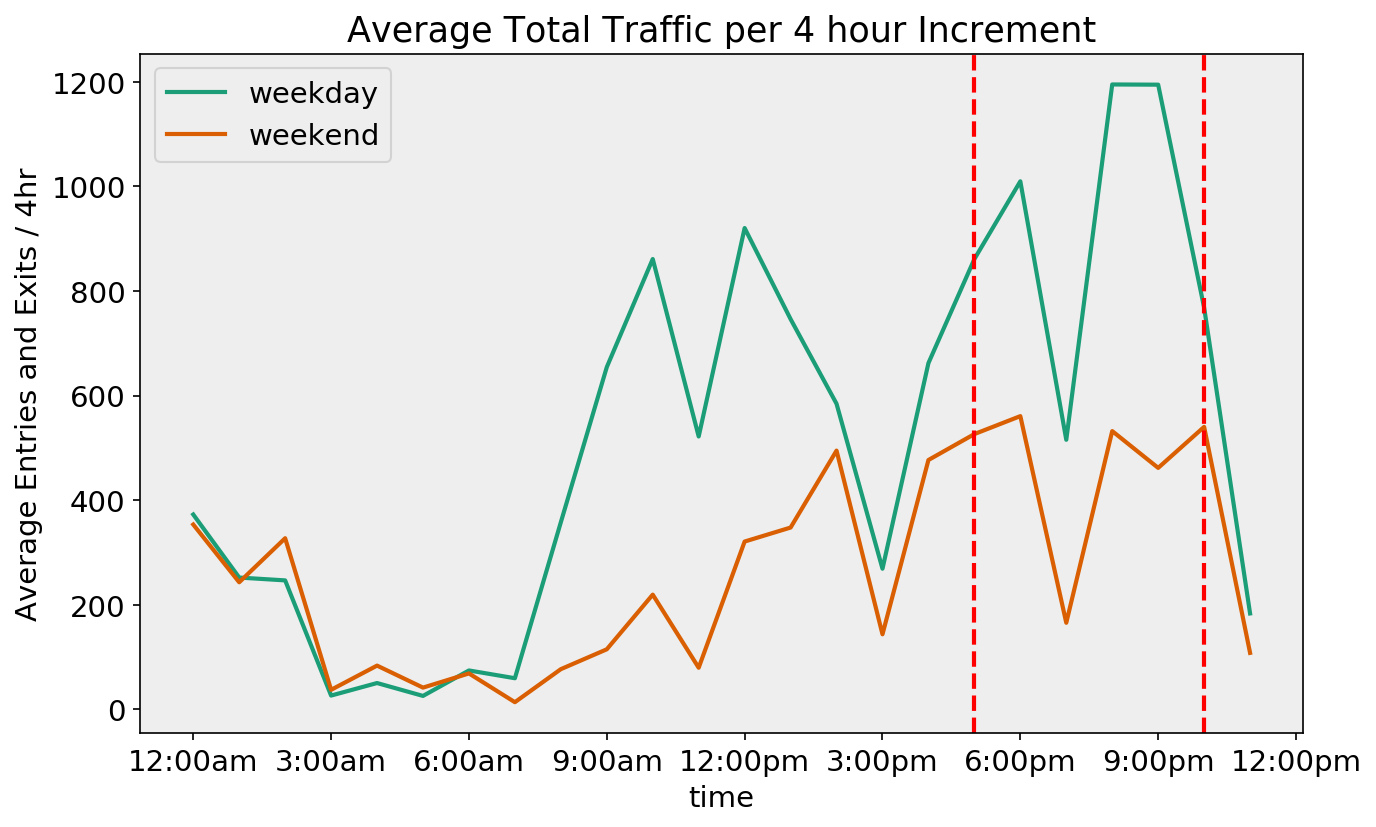 Average Total Traffic per 4 hour Increment
weekday
weekend
1200
1000
800
600
400
200
0
Average Entries and Exits / 4hr
12:00am 3:00am 6:00am 9:00am 12:00pm 3:00pm 6:00pm 9:00pm 12:00pm
time